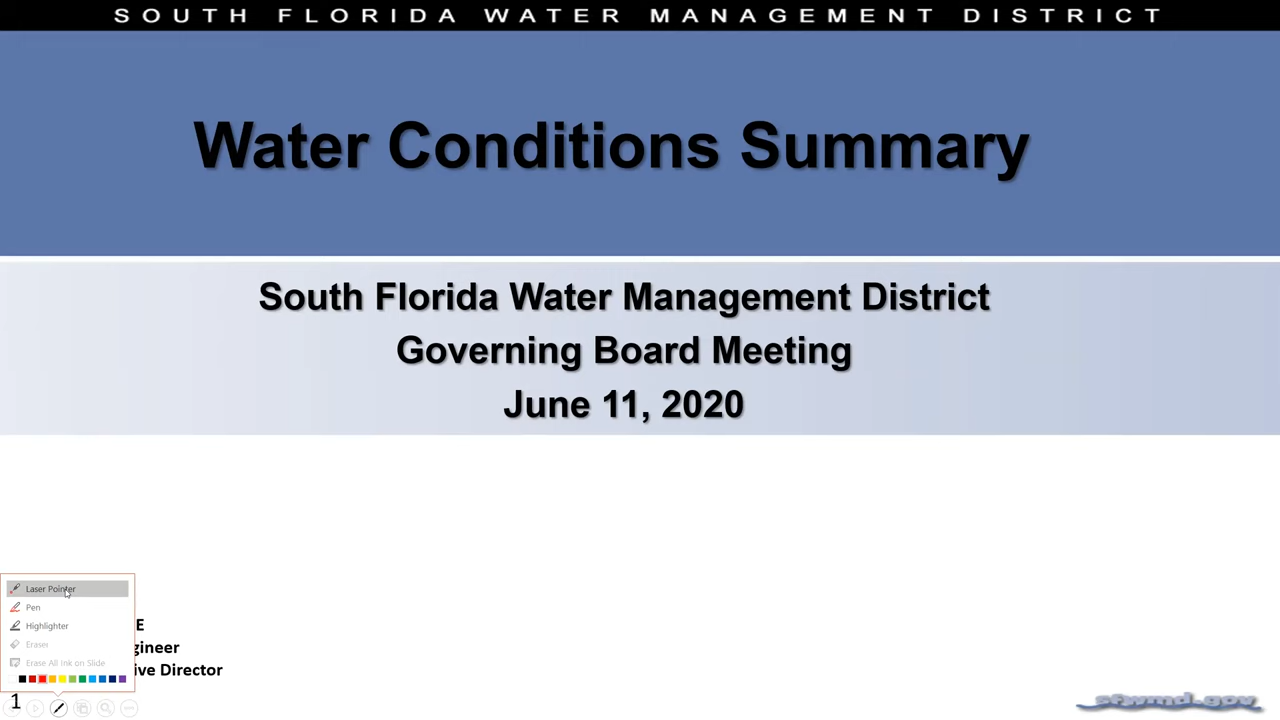 SOUTH FLORIDA WATER MANAGEMENT DISTRICT
Water Conditions Summary
South Florida Water Management District
Governing Board Meeting
June 11, 2020
Laser Pointer
Pen
Highlighter
Eraser
Erase All Ink on Slide
E
gineer
ive Director
1
sfwmd.gov